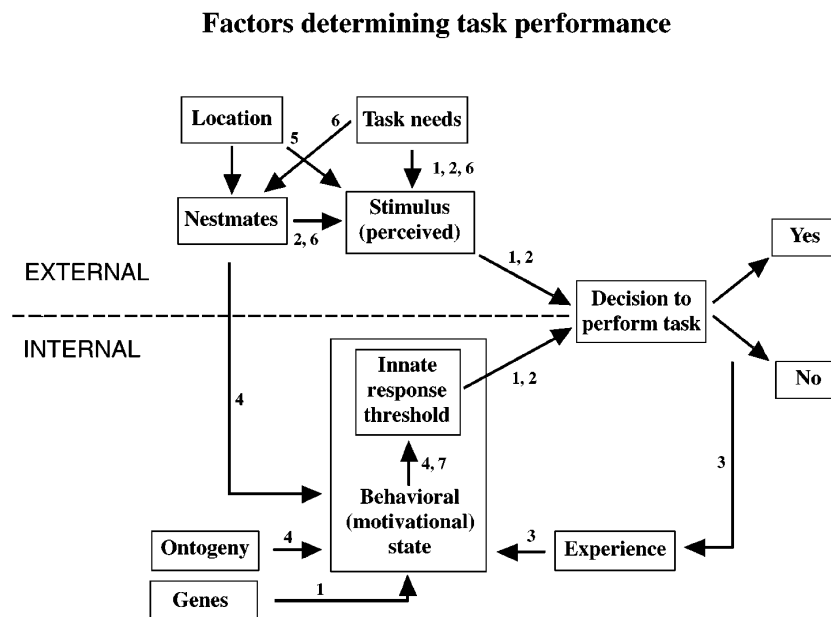 Factors determining task performance
Location
Task needs
6
5
1, 2, 6
Nestmates
Stimulus
(perceived)
2, 6
Yes
1, 2
EXTERNAL
Decision to
perform task
INTERNAL
Innate
response
threshold
1, 2
No
4
4, 7
3
Behavioral
(motivational)
state
Ontogeny
4
3
Experience
Genes
1